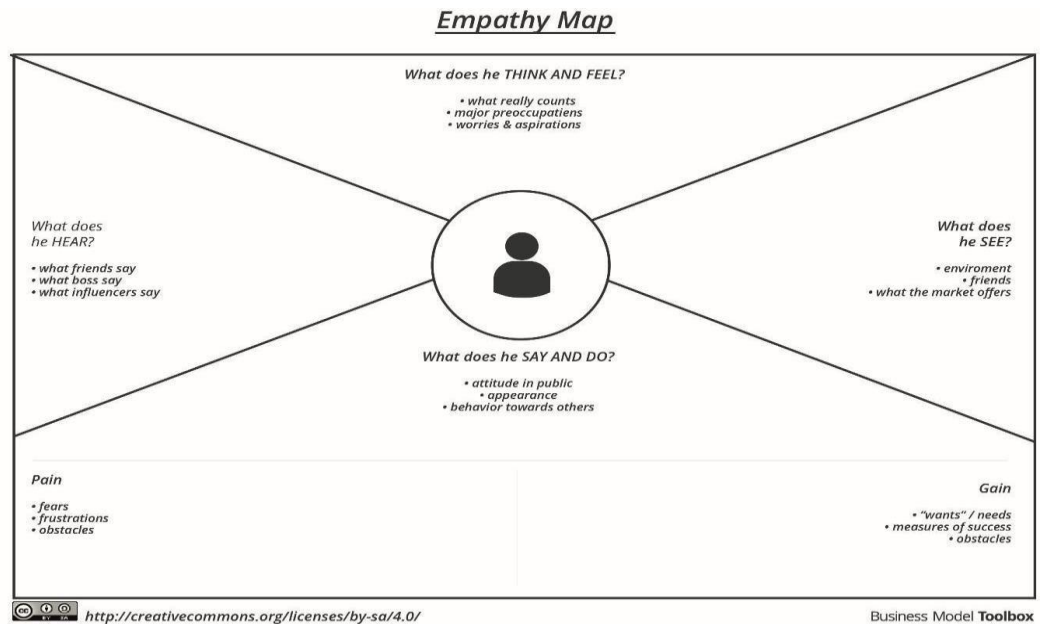 Empathy Map
What does he THINK AND FEEL?
• what really counts
• major preoccupatiens
• worries & aspirations
What does
he HEAR?
• what friends say
• what boss say
• what influencers say
What does
he SEE?
• enviroment
• friends
• what the market offers
What does he SAY AND DO?
• attitude in public
• appearance
• behavior towards others
Pain
• fears
• frustrations
• obstacles
Gain
• “wants” / needs
• measures of success
• obstacles
CC BY SA
http://creativecommons.org/licenses/by-sa/4.0/
Business Model Toolbox